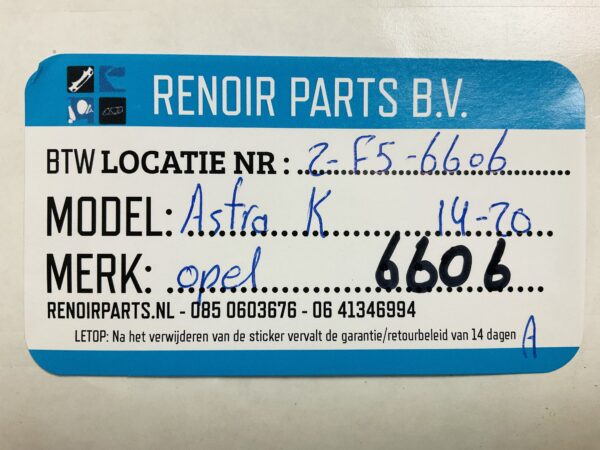 RENOIR PARTS B.V.
BTW LOCATIE NR : 2-F5-6606
MODEL: Astra K 14-20
MERK: opel 6606
RENOIRPARTS.NL - 085 0603676 - 06 41346994
LETOP: Na het verwijderen van de sticker vervalt de garantie/retourbeleid van 14 dagen A